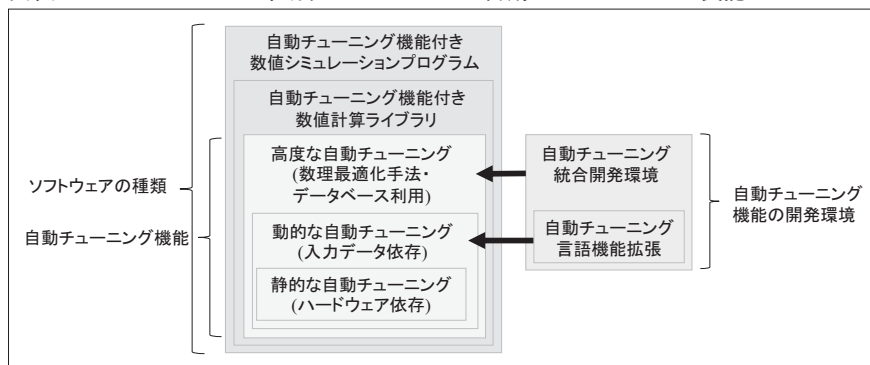 自動チューニング機能付き
数値シミュレーションプログラム
自動チューニング機能付き
数値計算ライブラリ
高度な自動チューニング
(数理最適化手法・
データベース利用)
動的な自動チューニング
(入力データ依存)
静的な自動チューニング
(ハードウェア依存)
ソフトウェアの種類
自動チューニング機能
自動チューニング
統合開発環境
自動チューニング
言語機能拡張
自動チューニング
機能の開発環境